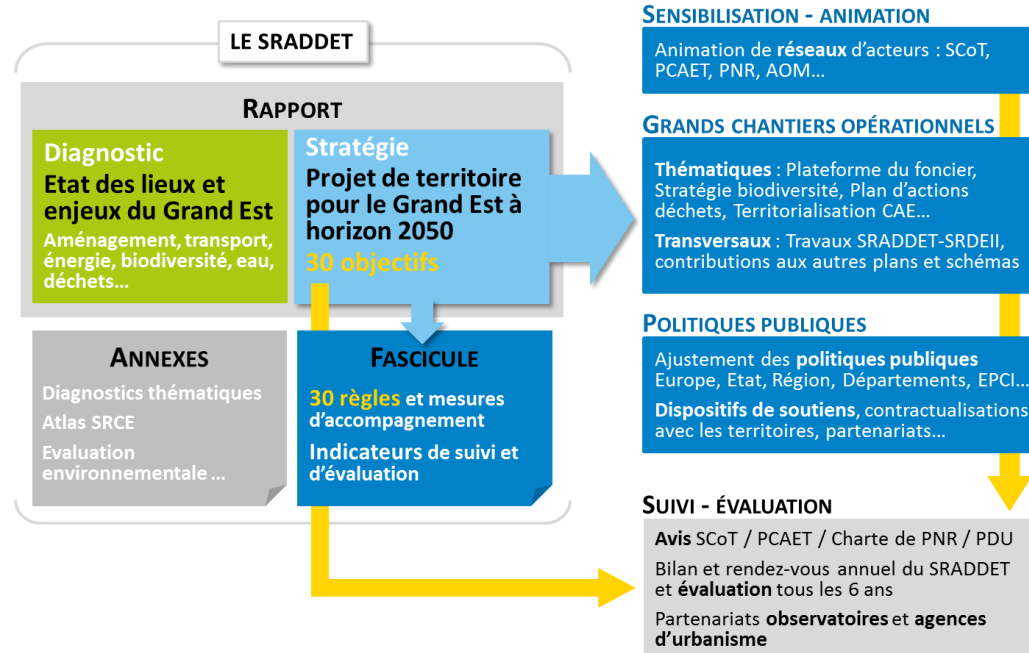 LE SRADDET
RAPPORT
Diagnostic
Etat des lieux et
enjeux du Grand Est
Aménagement, transport,
énergie, biodiversité, eau,
déchets...
Stratégie
Projet de territoire
pour le Grand Est à
horizon 2050
30 objectifs
ANNEXES
Diagnostics thématiques
Atlas SRCE
Evaluation
environnementale ...
FASCICULE
30 règles et mesures
d'accompagnement
Indicateurs de suivi et
d'évaluation
SENSIBILISATION - ANIMATION
Animation de réseaux d'acteurs : SCoT,
PCAET, PNR, AOM...
GRANDS CHANTIERS OPÉRATIONNELS
Thématiques : Plateforme du foncier,
Stratégie biodiversité, Plan d'actions
déchets, Territorialisation CAE...
Transversaux : Travaux SRADDET-SRDEII,
contributions aux autres plans et schémas
POLITIQUES PUBLIQUES
Ajustement des politiques publiques
Europe, Etat, Région, Départements, EPCI...
Dispositifs de soutiens, contractualisations
avec les territoires, partenariats...
SUIVI - ÉVALUATION
Avis SCoT / PCAET / Charte de PNR / PDU
Bilan et rendez-vous annuel du SRADDET
et évaluation tous les 6 ans
Partenariats observatoires et agences
d'urbanisme